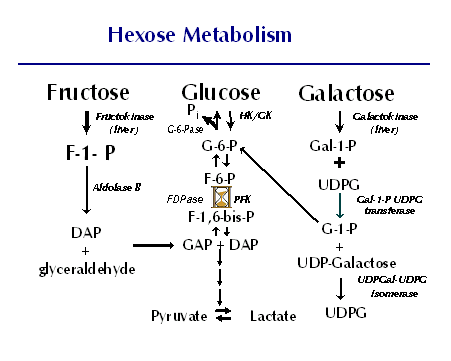 Hexose Metabolism
Fructose
Fructokinase
(liver)
F-1- P
Aldolase B
DAP
+
glyceraldehyde
Glucose
Pi
G-6-Pase
HK/GK
G-6-P
F-6-P
FDPase
PFK
F-1,6-bis-P
GAP + DAP
Pyruvate
Lactate
Galactose
Galactokinase
(liver)
Gal-1-P
+
UDPG
Gal-1-P UDPG
transferase
G-1-P
+
UDP-Galactose
UDPGal-UDPG
isomerase
UDPG